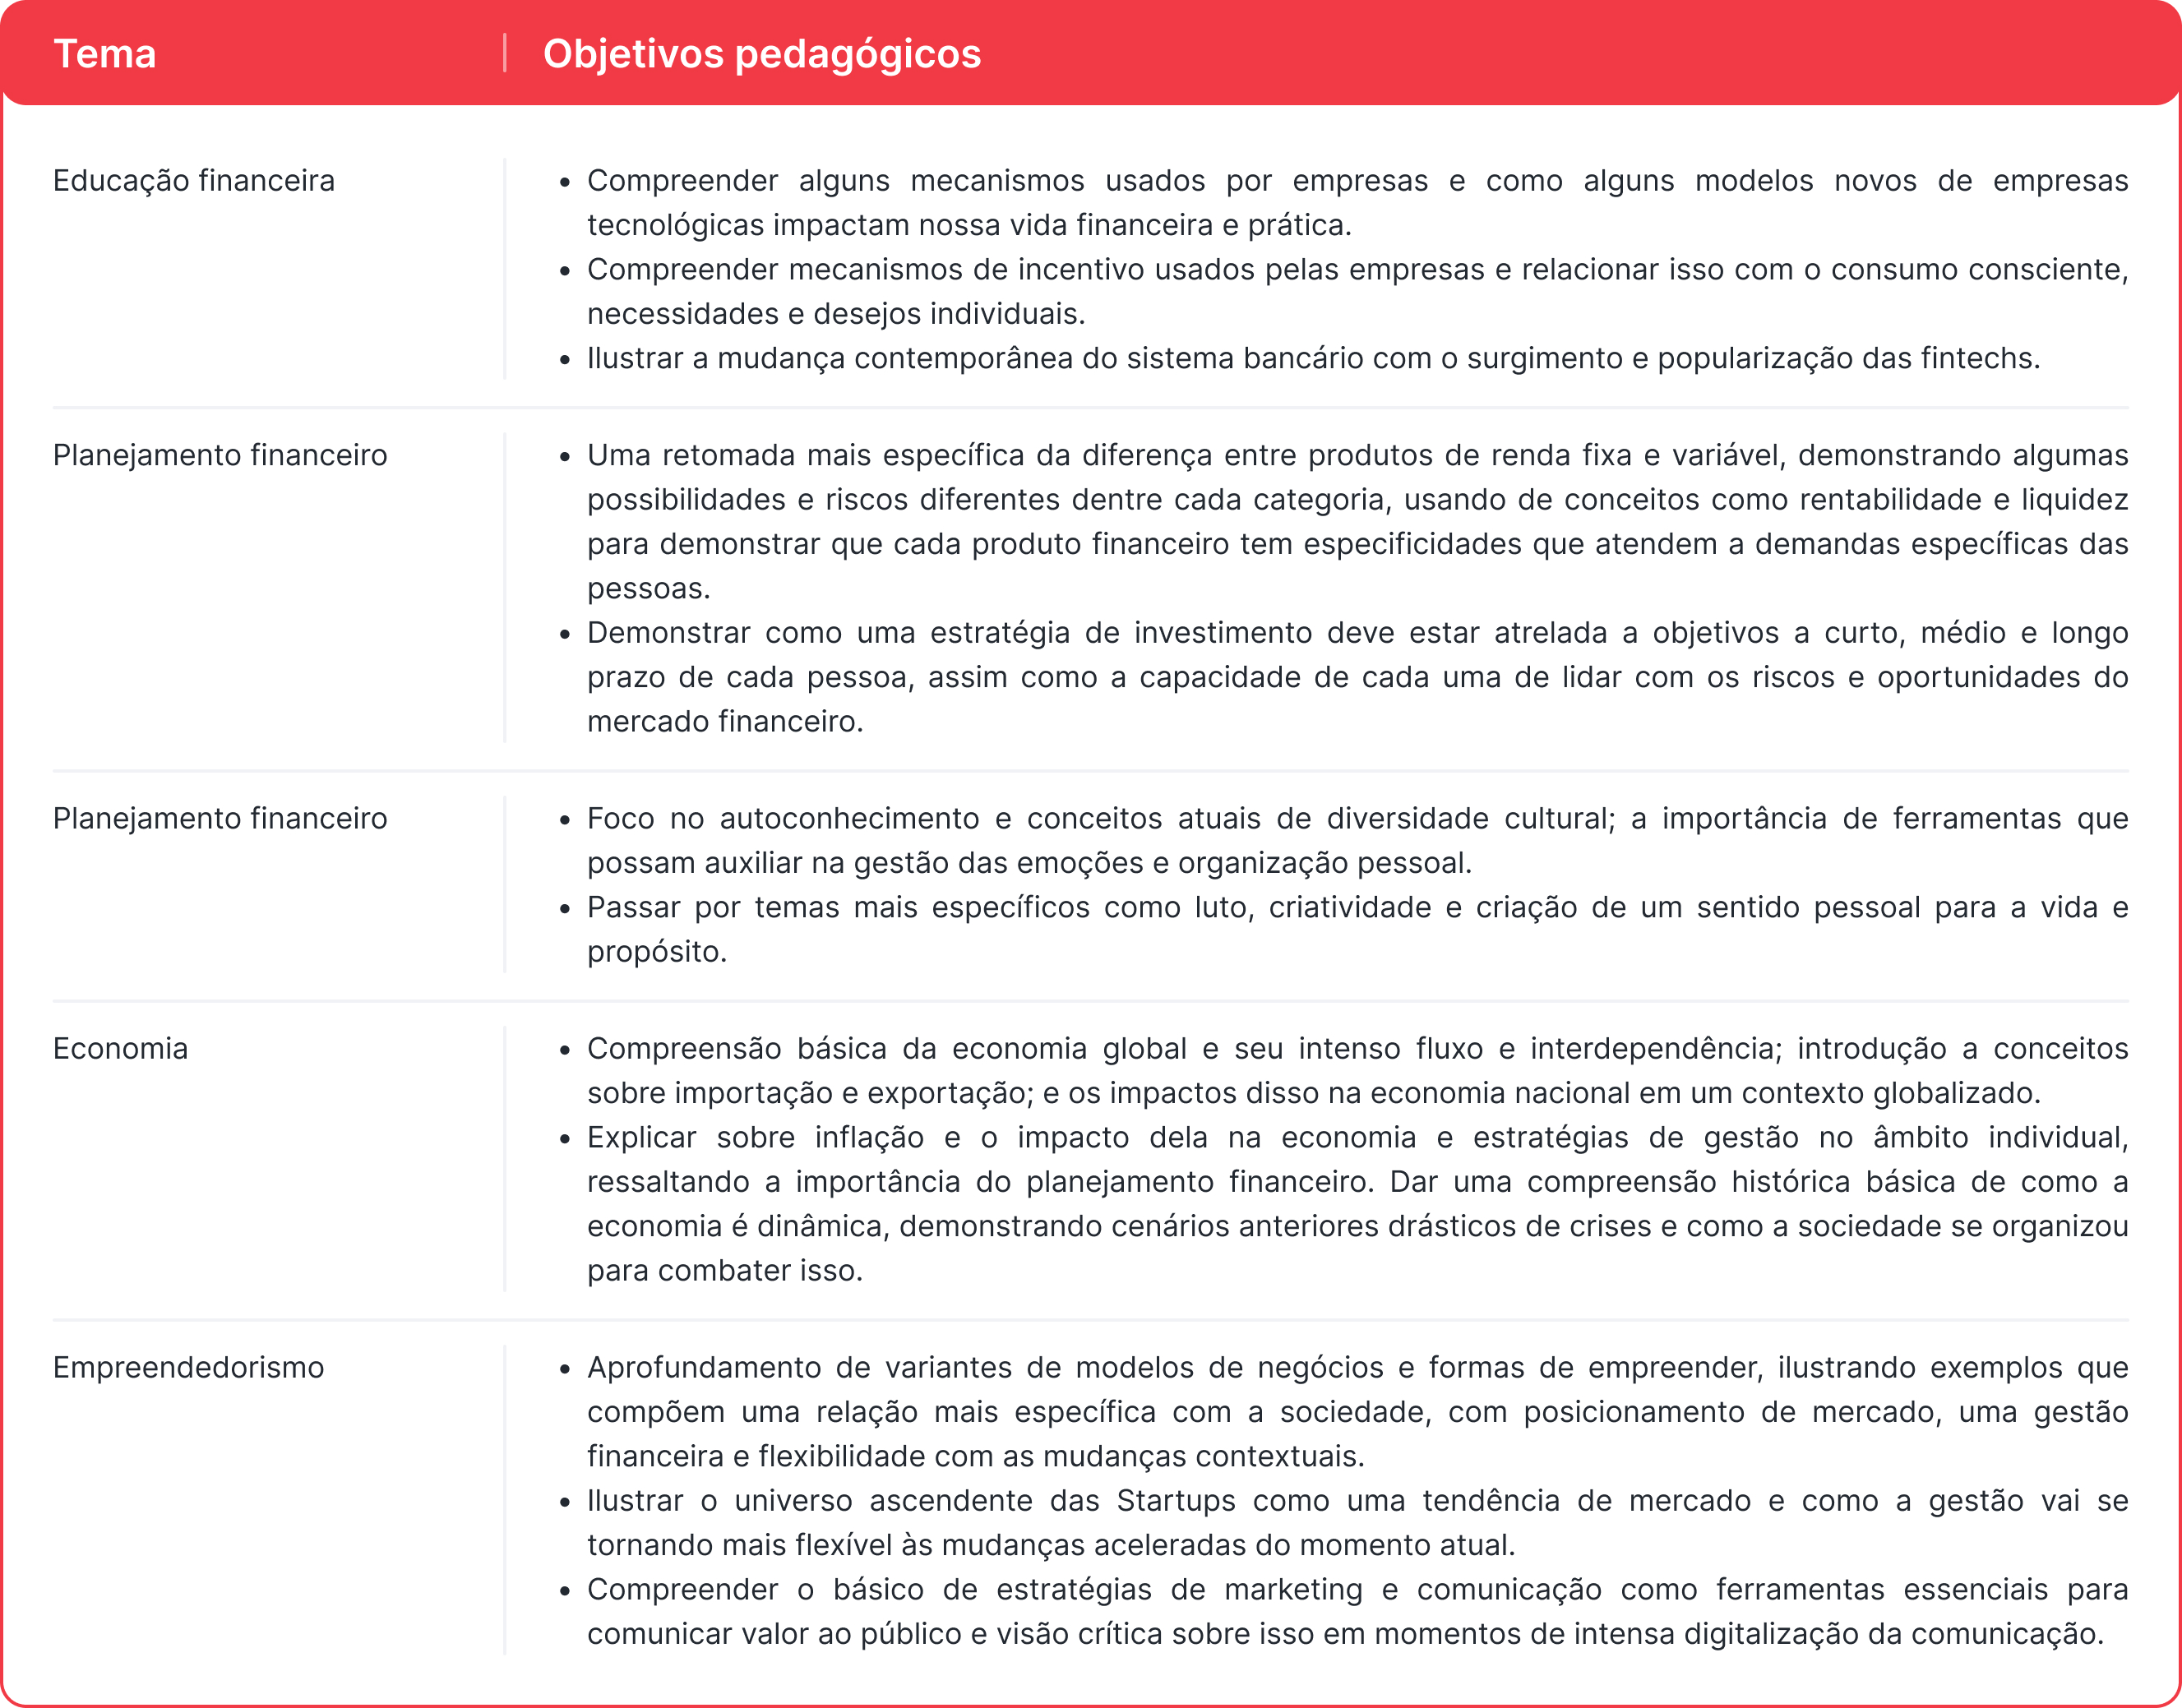 Tema
Objetivos pedagógicos
Educação financeira
• Compreender alguns mecanismos usados por empresas e como alguns modelos novos de empresas
tecnológicas impactam nossa vida financeira e prática.
• Compreender mecanismos de incentivo usados pelas empresas e relacionar isso com o consumo consciente,
necessidades e desejos individuais.
• Ilustrar a mudança contemporânea do sistema bancário com o surgimento e popularização das fintechs.
Planejamento financeiro
• Uma retomada mais específica da diferença entre produtos de renda fixa e variável, demonstrando algumas
possibilidades e riscos diferentes dentre cada categoria, usando de conceitos como rentabilidade e liquidez
para demonstrar que cada produto financeiro tem especificidades que atendem a demandas específicas das
pessoas.
• Demonstrar como uma estratégia de investimento deve estar atrelada a objetivos a curto, médio e longo
prazo de cada pessoa, assim como a capacidade de cada uma de lidar com os riscos e oportunidades do
mercado financeiro.
Planejamento financeiro
• Foco no autoconhecimento e conceitos atuais de diversidade cultural; a importância de ferramentas que
possam auxiliar na gestão das emoções e organização pessoal.
• Passar por temas mais específicos como luto, criatividade e criação de um sentido pessoal para a vida e
propósito.
Economia
• Compreensão básica da economia global e seu intenso fluxo e interdependência; introdução a conceitos
sobre importação e exportação; e os impactos disso na economia nacional em um contexto globalizado.
• Explicar sobre inflação e o impacto dela na economia e estratégias de gestão no âmbito individual,
ressaltando a importância do planejamento financeiro. Dar uma compreensão histórica básica de como a
economia é dinâmica, demonstrando cenários anteriores drásticos de crises e como a sociedade se organizou
para combater isso.
Empreendedorismo
• Aprofundamento de variantes de modelos de negócios e formas de empreender, ilustrando exemplos que
compõem uma relação mais específica com a sociedade, com posicionamento de mercado, uma gestão
financeira e flexibilidade com as mudanças contextuais.
• Ilustrar o universo ascendente das Startups como uma tendência de mercado e como a gestão vai se
tornando mais flexível às mudanças aceleradas do momento atual.
• Compreender o básico de estratégias de marketing e comunicação como ferramentas essenciais para
comunicar valor ao público e visão crítica sobre isso em momentos de intensa digitalização da comunicação.